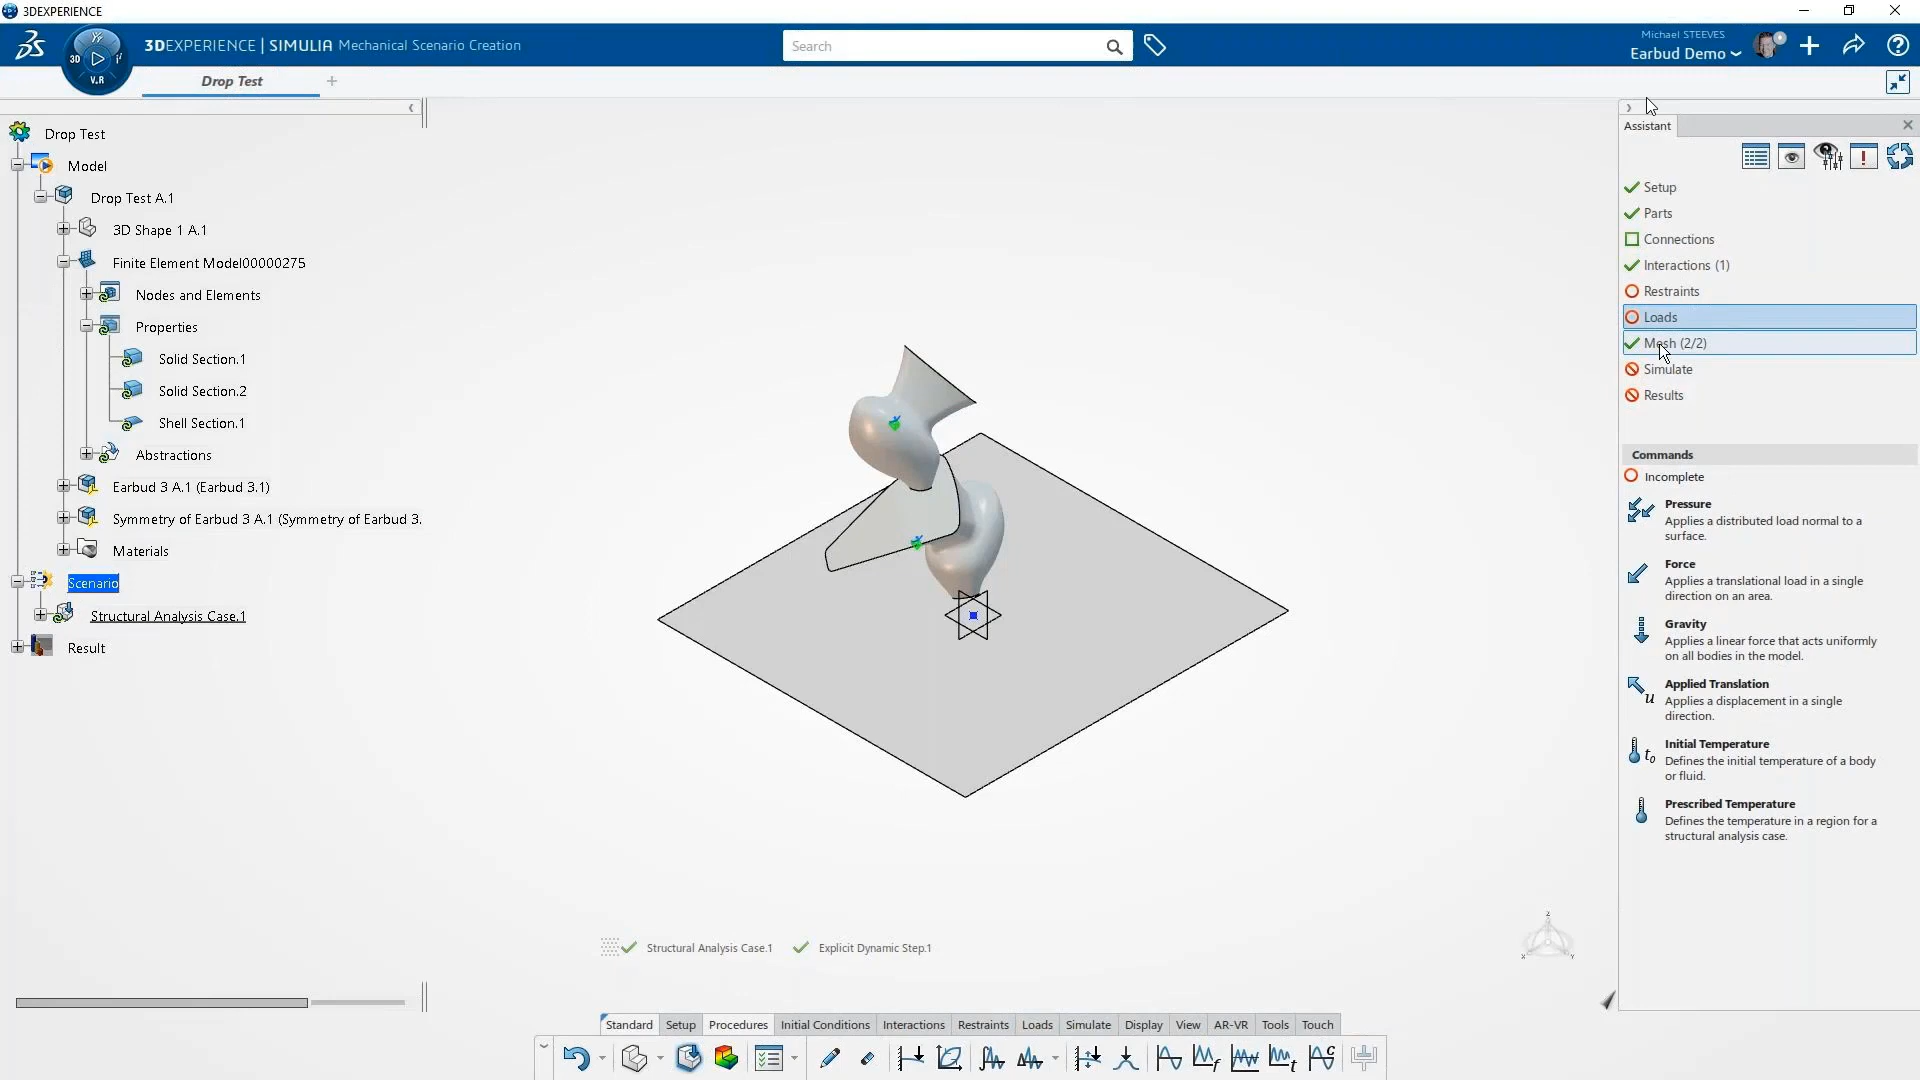 3DEXPERIENCE
3DEXPERIENCE | SIMULIA Mechanical Scenario Creation
3D
V.R
Search
Michael STEEVES
Earbud Demo
Drop Test
Drop Test
Model
Drop Test A.1
3D Shape 1 A.1
Finite Element Model00000275
Nodes and Elements
Properties
Solid Section.1
Solid Section.2
Shell Section.1
Abstractions
Earbud 3 A.1 (Earbud 3.1)
Symmetry of Earbud 3 A.1 (Symmetry of Earbud 3.
Materials
Scenario
Structural Analysis Case.1
Result
Structural Analysis Case.1
Explicit Dynamic Step.1
Assistant
Setup
Parts
Connections
Interactions (1)
Restraints
Loads
Mesh (2/2)
Simulate
Results
Commands
Incomplete
Pressure
Applies a distributed load normal to a
surface.
Force
Applies a translational load in a single
direction on an area.
Gravity
Applies a linear force that acts uniformly
on all bodies in the model.
Applied Translation
Applies a displacement in a single
direction.
Initial Temperature
Defines the initial temperature of a body
or fluid.
Prescribed Temperature
Defines the temperature in a region for a
structural analysis case.
Standard Setup Procedures Initial Conditions Interactions Restraints Loads Simulate Display View AR-VR Tools Touch